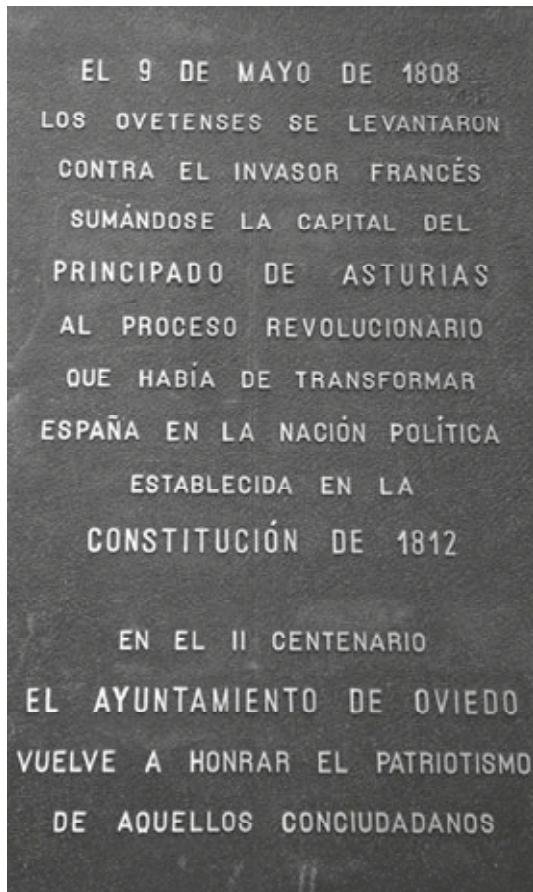 EL 9 DE MAYO DE 1808
LOS OVETENSES SE LEVANTARON
CONTRA EL INVASOR FRANCÉS
SUMÁNDOSE LA CAPITAL DEL
PRINCIPADO DE ASTURIAS
AL PROCESO REVOLUCIONARIO
QUE HABÍA DE TRANSFORMAR
ESPAÑA EN LA NACIÓN POLÍTICA
ESTABLECIDA EN LA
CONSTITUCIÓN DE 1812
EN EL II CENTENARIO
EL AYUNTAMIENTO DE OVIEDO
VUELVE A HONRAR EL PATRIOTISMO
DE AQUELLOS CONCIUDADANOS